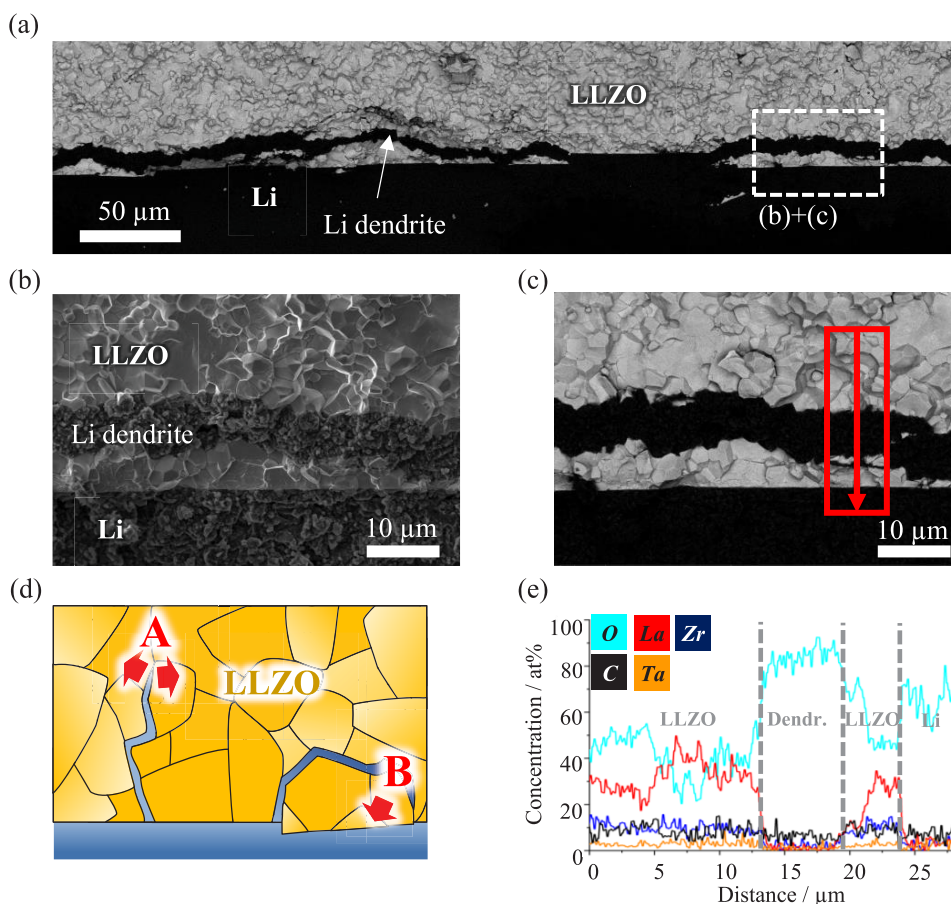 (a)
LLZO
Li
Li dendrite
50 µm
(b)+(c)
(b)
(c)
LLZO
Li dendrite
Li
10 µm
10 µm
(d)
(e)
A
LLZO
B
O La Zr
C Ta
LLZO Dendr. LLZO Li
Concentration / at%
100
80
60
40
20
0
0 5 10 15 20 25
Distance / µm